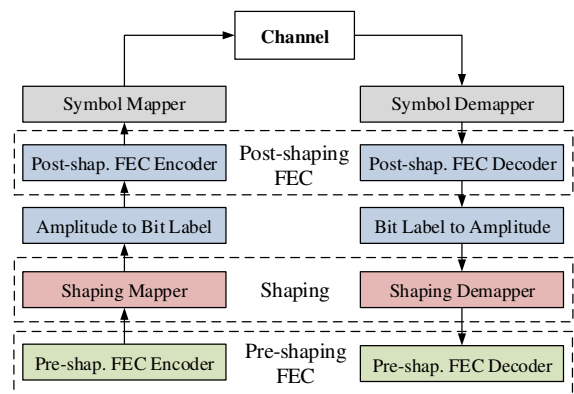 Channel
Symbol Mapper
Symbol Demapper
Post-shap. FEC Encoder
Post-shaping
FEC
Post-shap. FEC Decoder
Amplitude to Bit Label
Bit Label to Amplitude
Shaping Mapper
Shaping
Shaping Demapper
Pre-shap. FEC Encoder
Pre-shaping
FEC
Pre-shap. FEC Decoder